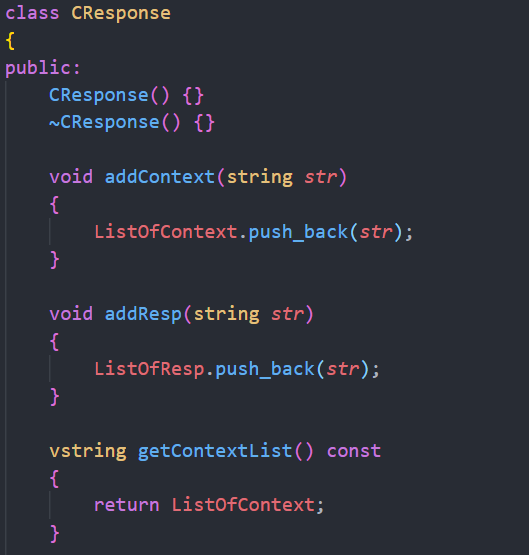 class CResponse
{
public:
    CResponse() {}
    ~CResponse() {}

    void addContext(string str)
    {
        ListOfContext.push_back(str);
    }

    void addResp(string str)
    {
        ListOfResp.push_back(str);
    }

    vstring getContextList() const
    {
        return ListOfContext;
    }